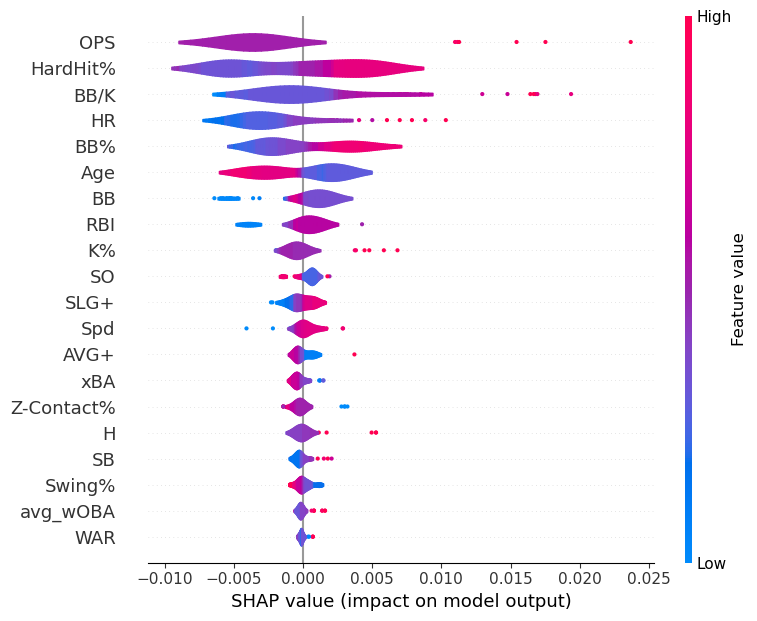 High
OPS
HardHit%
BB/K
HR
BB%
Age
BB
RBI
K%
SO
SLG+
Spd
AVG+
xBA
Z-Contact%
H
SB
Swing%
avg_wOBA
WAR
Feature value
Low
−0.010 −0.005 0.000 0.005 0.010 0.015 0.020 0.025
SHAP value (impact on model output)